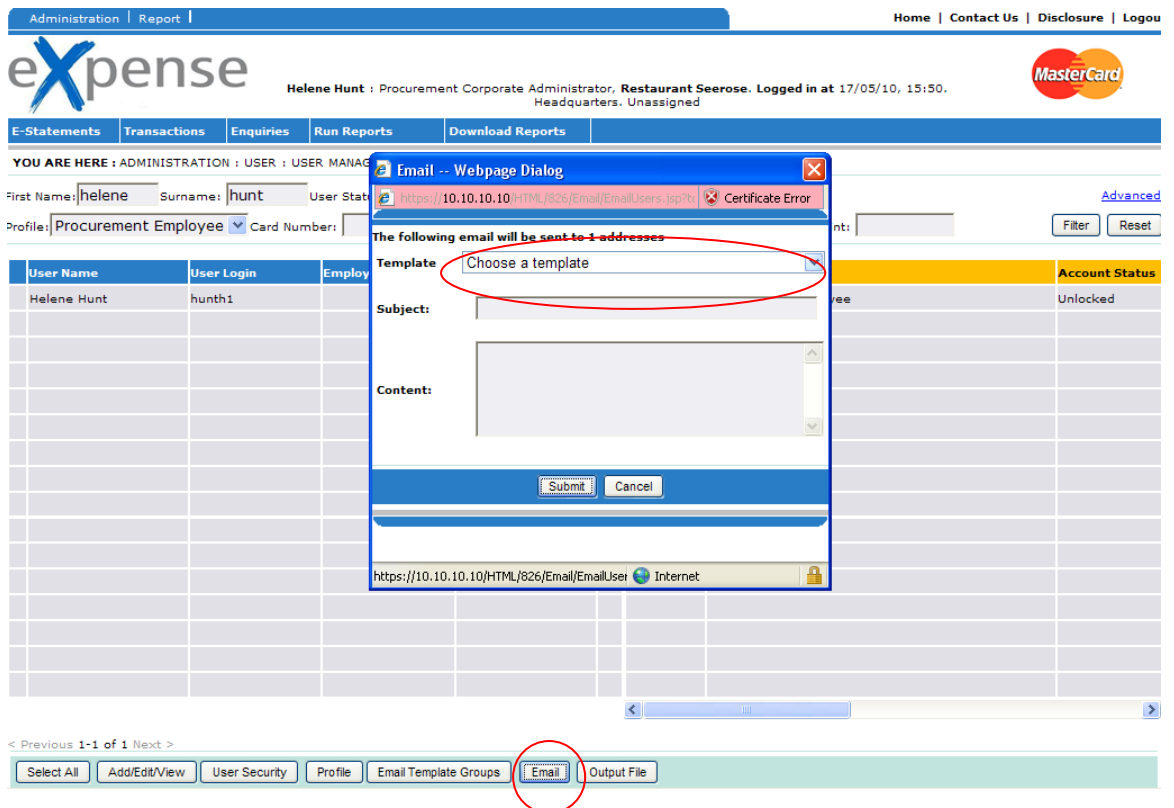 Administration | Report |
Home | Contact Us | Disclosure | Logou
eXpense
MasterCard
Helene Hunt : Procurement Corporate Administrator, Restaurant Seerose. Logged in at 17/05/10, 15:50.
Headquarters. Unassigned
E-Statements Transactions Enquiries Run Reports Download Reports
YOU ARE HERE : ADMINISTRATION : USER : USER MANAG
First Name: helene Surname: hunt User Stat
Advanced
Profile: Procurement Employee Card Number: nt: Filter Reset
User Name User Login Employ Account Status
Helene Hunt hunth1 yee Unlocked
Email -- Webpage Dialog
https://10.10.10.10/HTML/826/Email/EmailUsers.jsp?t Certificate Error
The following email will be sent to 1 addresses
Template Choose a template
Subject:
Content:
Submit Cancel
https://10.10.10.10/HTML/826/Email/EmailUser Internet
< Previous 1-1 of 1 Next >
Select All Add/Edit/View User Security Profile Email Template Groups Email Output File